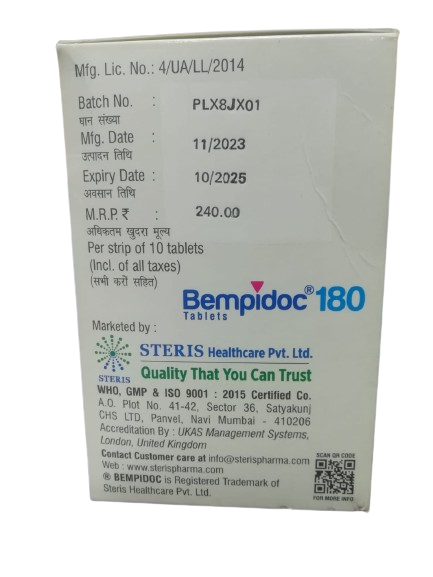 Mfg. Lic. No.: 4/UA/LL/2014
Batch No. : PLX8JX01
घान संख्या
Mfg. Date : 11/2023
उत्पादन तिथि
Expiry Date : 10/2025
अवसान तिथि
M.R.P. ₹ : 240.00
अधिकतम खुदरा मूल्य
Per strip of 10 tablets
(Incl. of all taxes)
(सभी करों सहित)
Bempidoc® 180
Tablets
Marketed by :
STERIS Healthcare Pvt. Ltd.
STERIS Quality That You Can Trust
WHO, GMP & ISO 9001 : 2015 Certified Co.
A.O. Plot No. 41-42, Sector 36, Satyakunj
CHS LTD, Panvel, Navi Mumbai - 410206
Accreditation By : UKAS Management Systems,
London, United Kingdom
Contact Customer care at info@sterispharma.com
Web : www.sterispharma.com
® BEMPIDOC is Registered Trademark of
Steris Healthcare Pvt. Ltd.
SCAN QR CODE
FOR MORE INFO